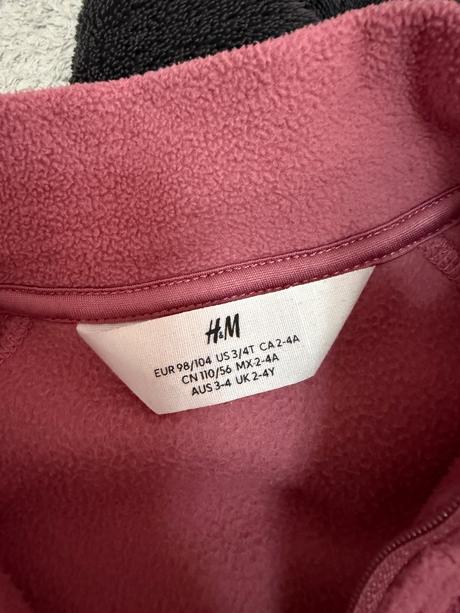 H&M
EUR 98/104 US 3/4T CA 2-4A
CN 110/56 MX 2-4A
AUS 3-4 UK 2-4Y